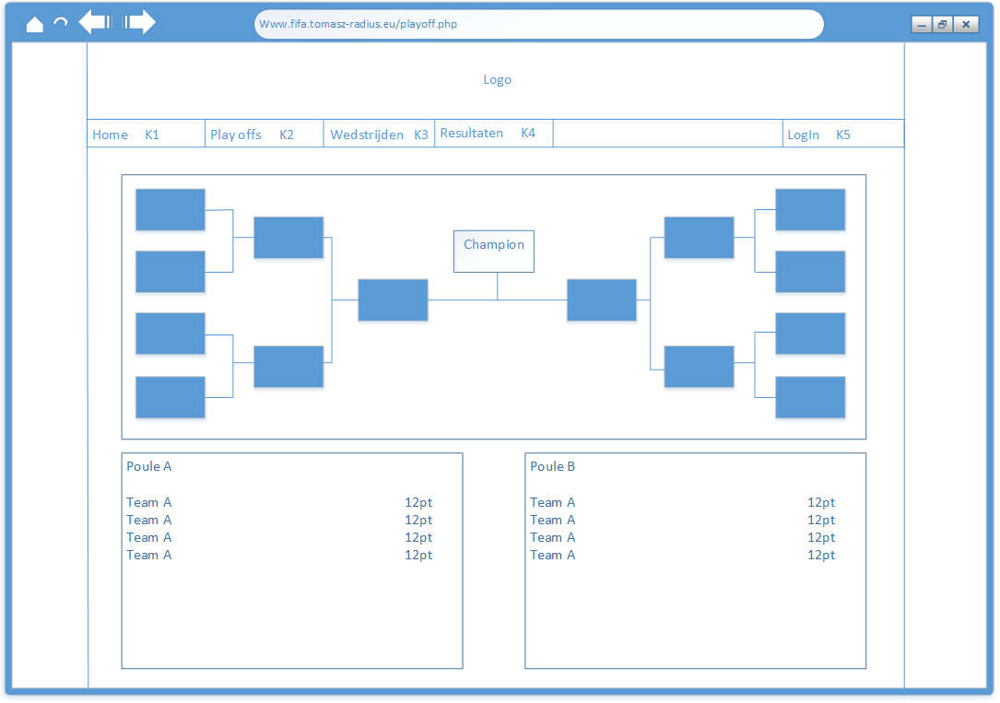 Www.fifa.tomasz-radius.eu/playoff.php
Logo
Home K1 Play offs K2 Wedstrijden K3 Resultaten K4 LogIn K5
Champion
Poule A
Team A 12pt
Team A 12pt
Team A 12pt
Team A 12pt
Poule B
Team A 12pt
Team A 12pt
Team A 12pt
Team A 12pt